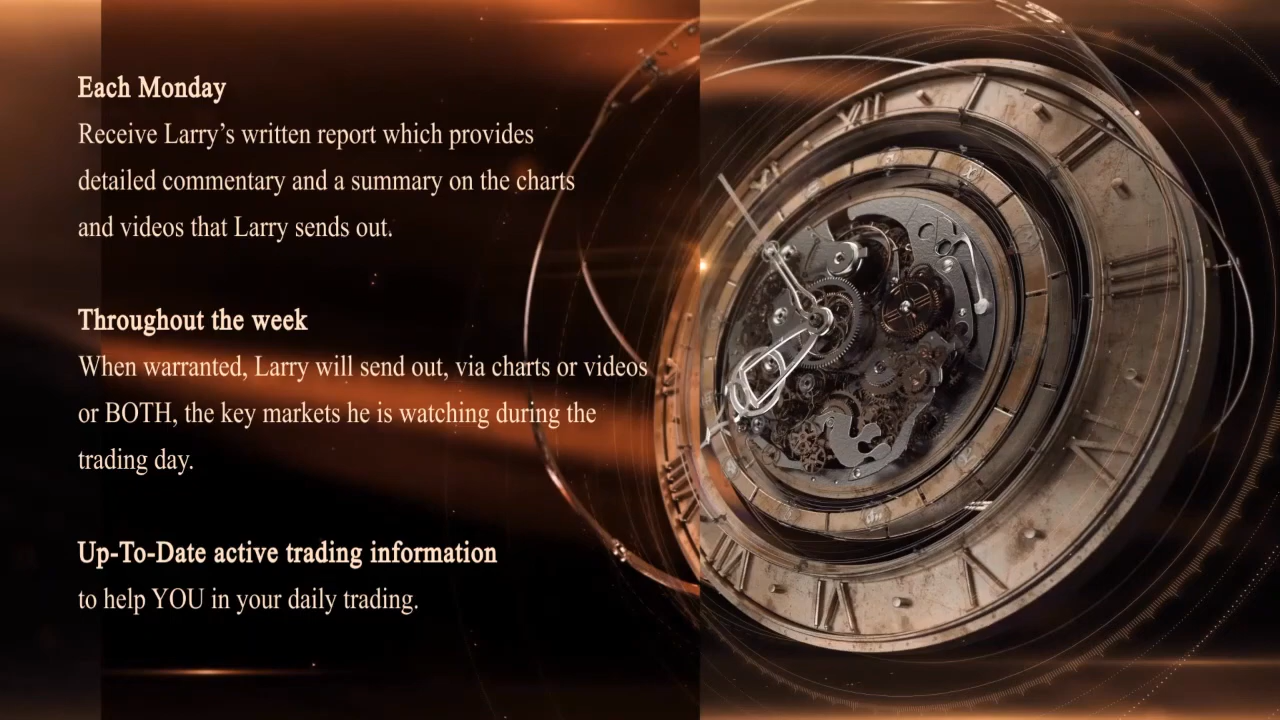 Each Monday
Receive Larry’s written report which provides
detailed commentary and a summary on the charts
and videos that Larry sends out.
Throughout the week
When warranted, Larry will send out, via charts or videos
or BOTH, the key markets he is watching during the
trading day.
Up-To-Date active trading information
to help YOU in your daily trading.